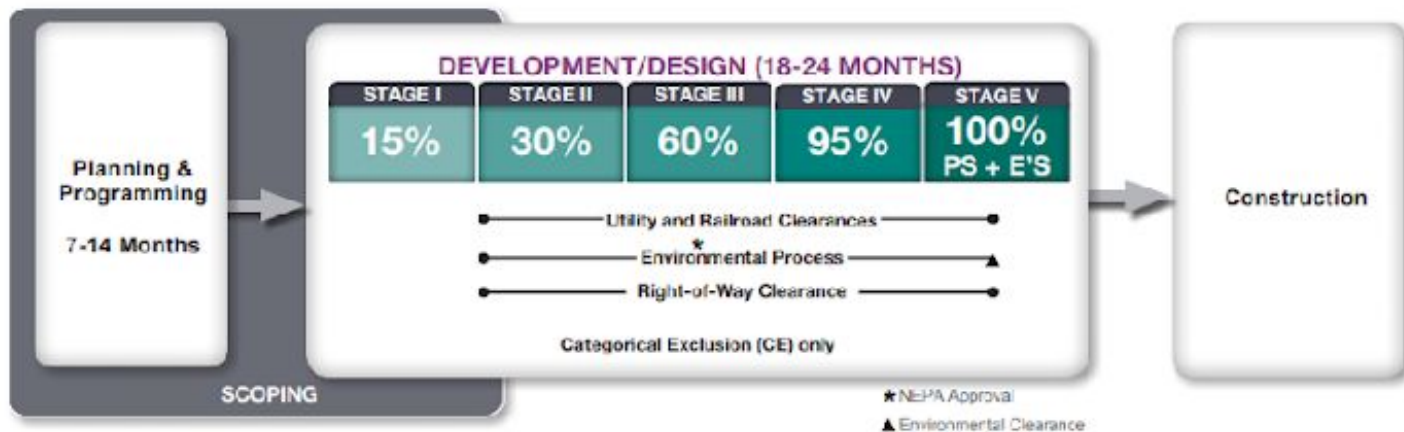 Planning &
Programming
7-14 Months
SCOPING
DEVELOPMENT/DESIGN (18-24 MONTHS)
STAGE I
15%
STAGE II
30%
STAGE III
60%
STAGE IV
95%
STAGE V
100%
PS + E'S
Utility and Railroad Clearances
*
Environmental Process
Right-of-Way Clearance
Categorical Exclusion (CE) only
Construction
* NEPA Approval
▲ Environmental Clearance